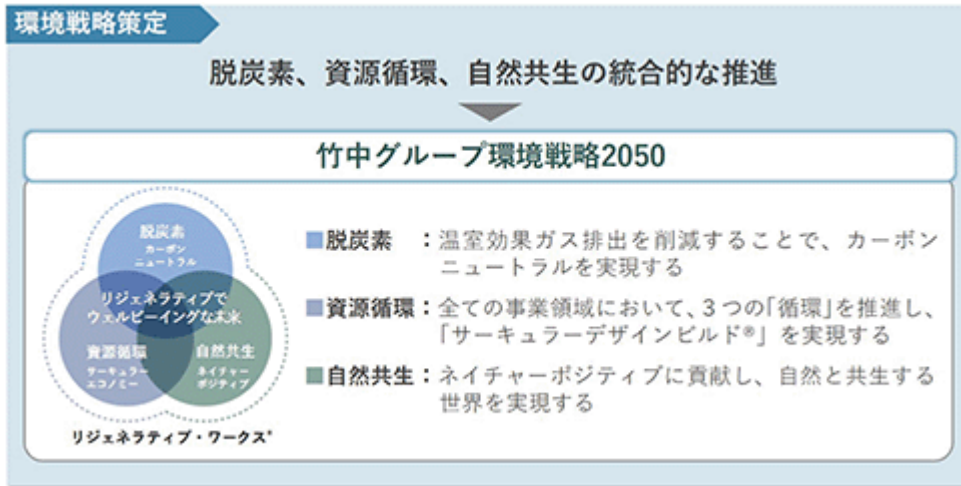 環境戦略策定
脱炭素、資源循環、自然共生の統合的な推進
竹中グループ環境戦略2050
脱炭素
カーボン
ニュートラル
リジェネラティブで
ウェルビーイングな未来
資源循環
サーキュラー
エコノミー
自然共生
ネイチャー
ポジティブ
リジェネラティブ・ワークス*
■脱炭素 ：温室効果ガス排出を削減することで、カーボン
ニュートラルを実現する
■資源循環：全ての事業領域において、３つの「循環」を推進し、
「サーキュラーデザインビルド®」を実現する
■自然共生：ネイチャーポジティブに貢献し、自然と共生する
世界を実現する